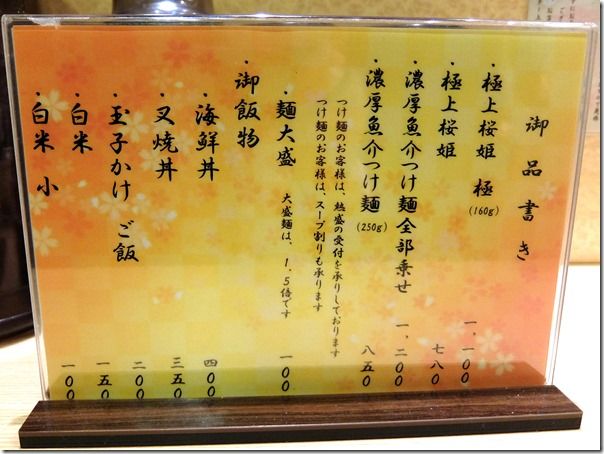 御品書き
・極上桜姫 極 (160g) 一、一〇〇
・極上桜姫 七八〇
・濃厚魚介つけ麺全部乗せ 一、二〇〇
・濃厚魚介つけ麺 (250g) 八五〇
つけ麺のお客様は、熱盛の受付を承りしております
つけ麺のお客様は、スープ割りも承ります
・麺大盛 大盛麺は、1.5倍です 一〇〇
・御飯物
・海鮮丼 四〇〇
・叉焼丼 三五〇
・玉子かけ ご飯 二〇〇
・白米 一五〇
・白米 小 一〇〇